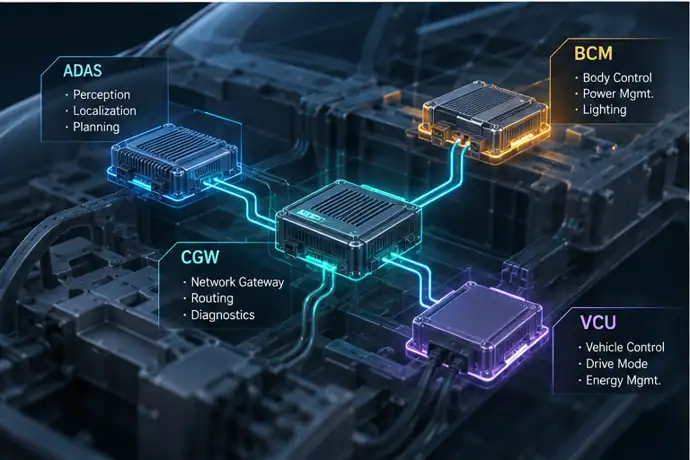 ADAS
• Perception
• Localization
• Planning
BCM
• Body Control
• Power Mgmt.
• Lighting
CGW
• Network Gateway
• Routing
• Diagnostics
VCU
• Vehicle Control
• Drive Mode
• Energy Mgmt.